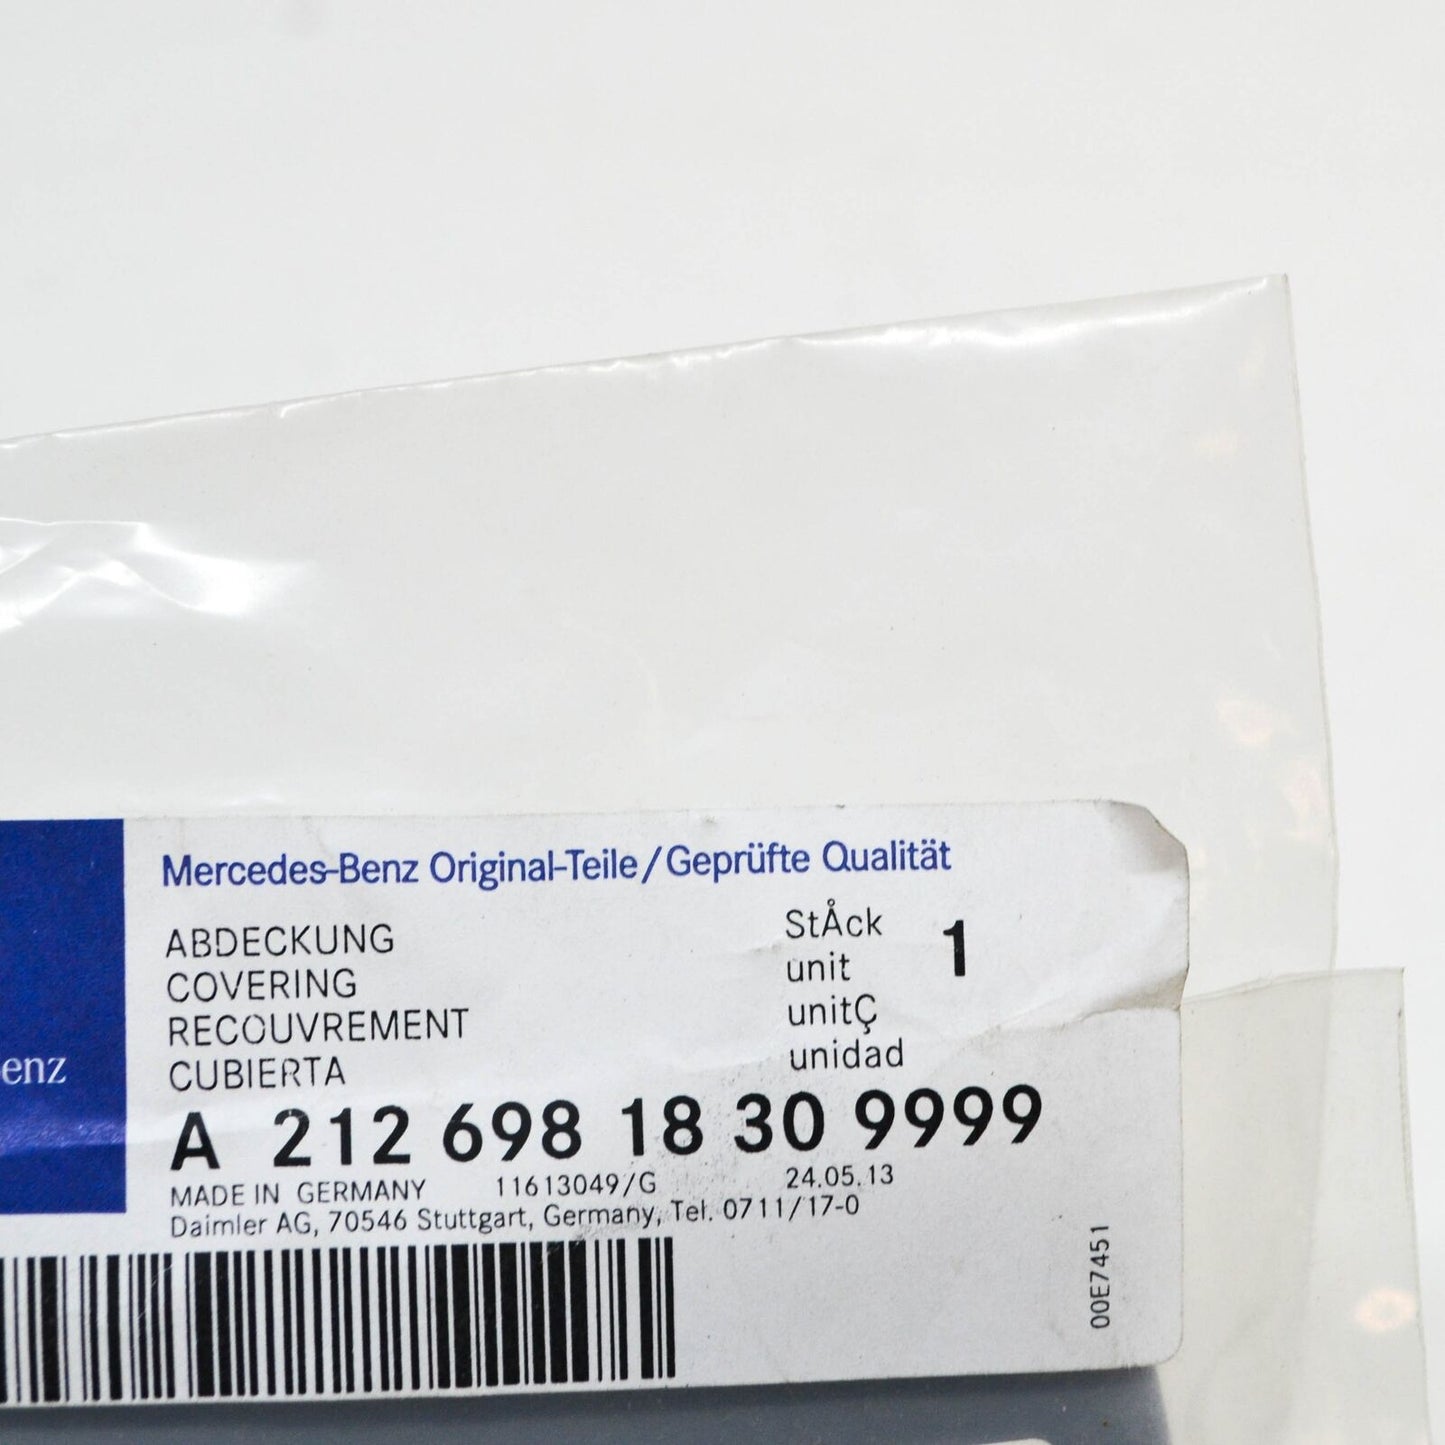 Mercedes-Benz Original-Teile/Geprüfte Qualität
ABDECKUNG
COVERING
RECOUVREMENT
CUBIERTA
StÅck
unit
unitÇ
unidad
1
enz
A 212 698 18 30 9999
MADE IN GERMANY 11613049/G 24.05.13
Daimler AG, 70546 Stuttgart, Germany, Tel. 0711/17-0
00E7451